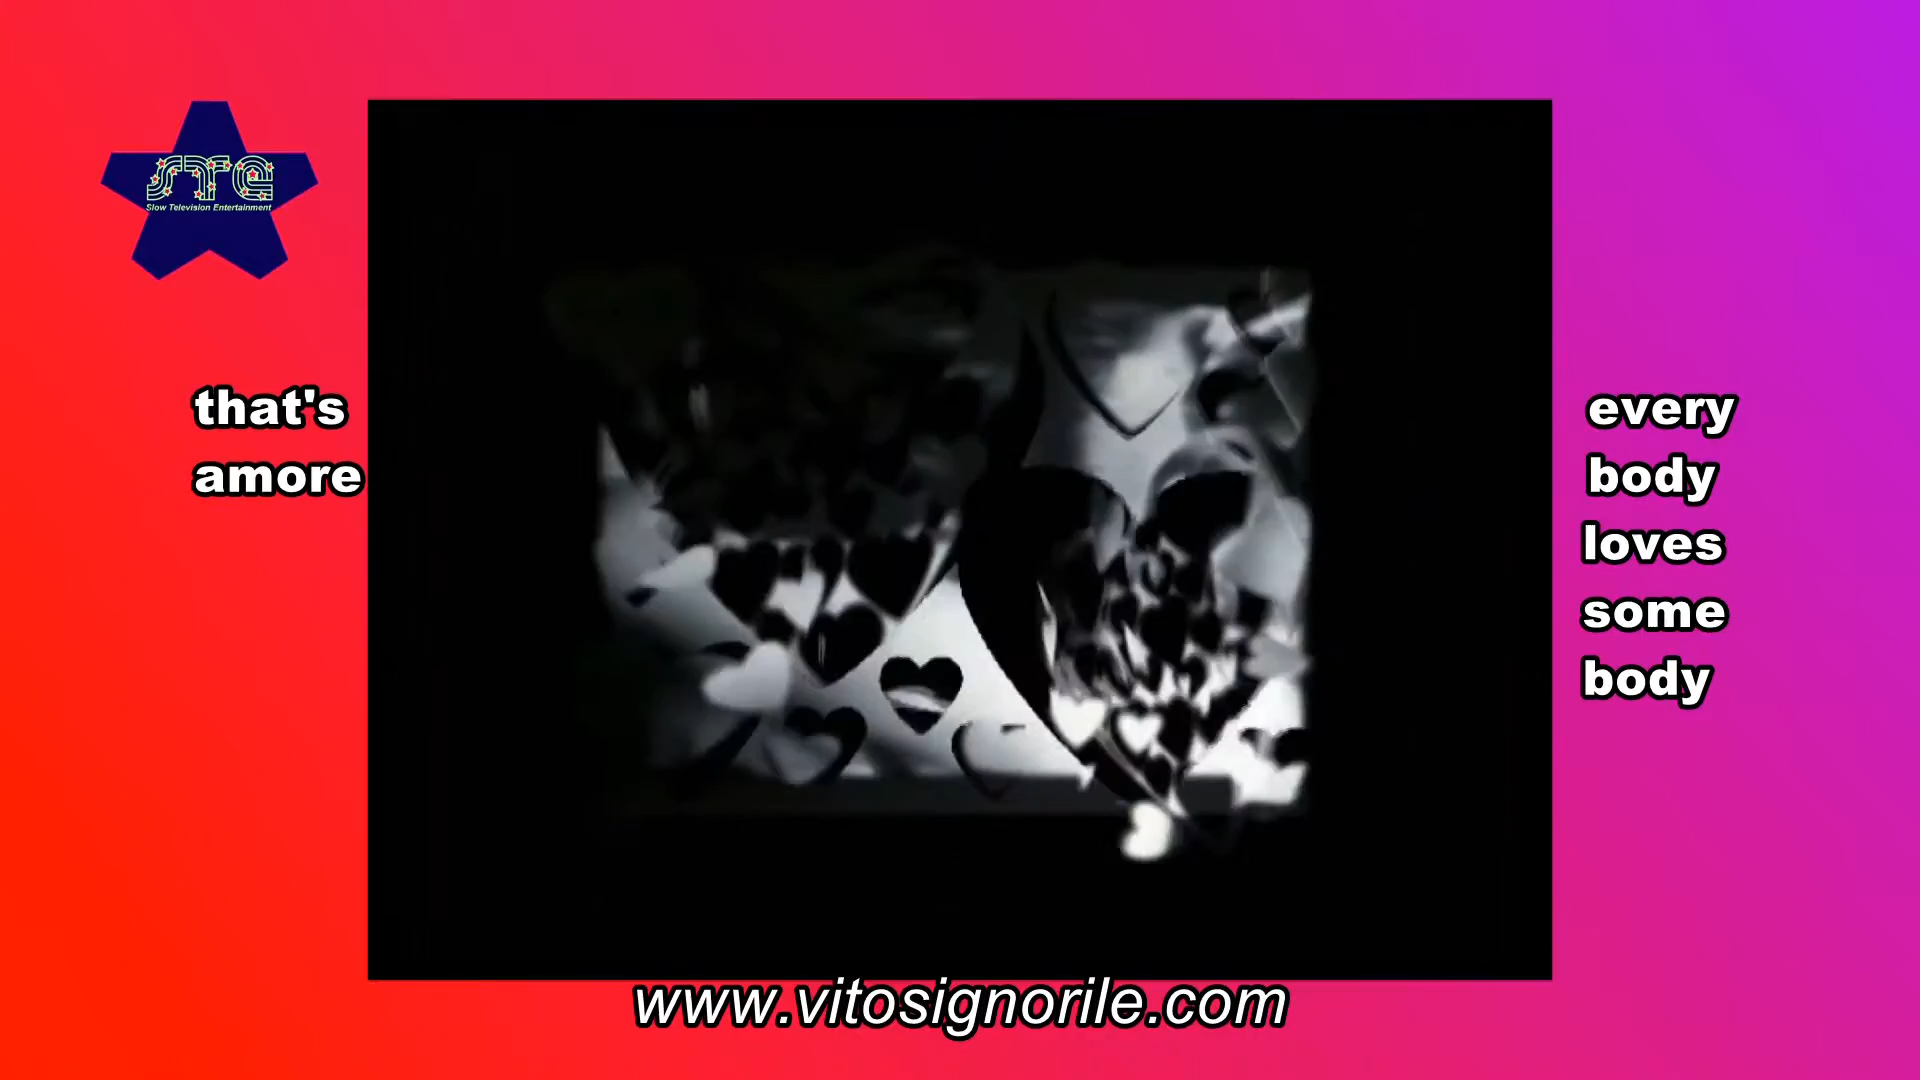 STE
Slow Television Entertainment
that's
amore
every
body
loves
some
body
www.vitosignorile.com